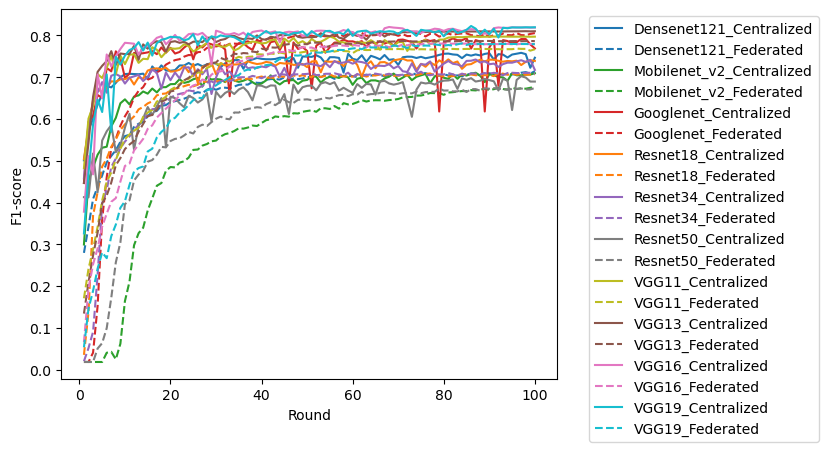 0.8
0.7
0.6
0.5
0.4
0.3
0.2
0.1
0.0
F1-score
0
20
40
60
80
100
Round
Densenet121_Centralized
Densenet121_Federated
Mobilenet_v2_Centralized
Mobilenet_v2_Federated
Googlenet_Centralized
Googlenet_Federated
Resnet18_Centralized
Resnet18_Federated
Resnet34_Centralized
Resnet34_Federated
Resnet50_Centralized
Resnet50_Federated
VGG11_Centralized
VGG11_Federated
VGG13_Centralized
VGG13_Federated
VGG16_Centralized
VGG16_Federated
VGG19_Centralized
VGG19_Federated